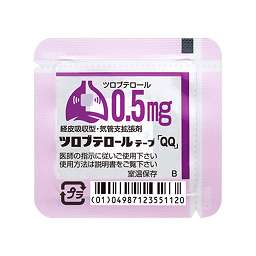 ツロブテロール
0.5mg
経皮吸収型・気管支拡張剤
ツロブテロール テープ「QQ」
医師の指示に従いご使用下さい
使用方法は説明書をご覧下さい
室温保存 B
プラ
(01)04987123551120